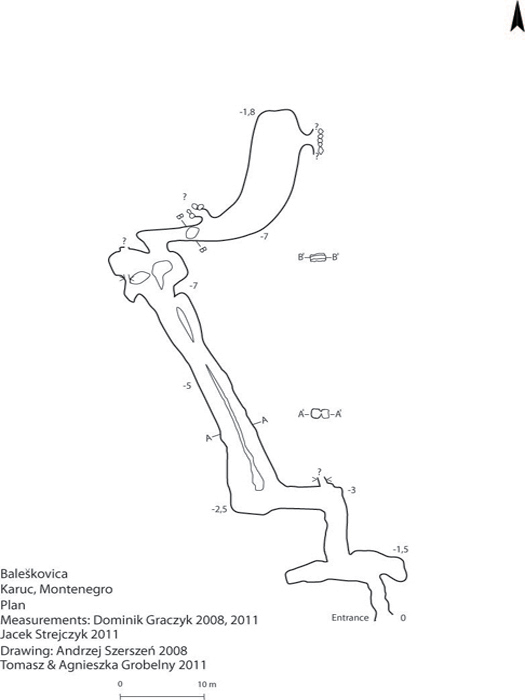 -1,8
?
?
?
B
B
-7
?
B'
B'
-7
-5
A'
A'
A
A
?
-3
-2,5
-1,5
Entrance
0
Baleškovica
Karuc, Montenegro
Plan
Measurements: Dominik Graczyk 2008, 2011
Jacek Strejczyk 2011
Drawing: Andrzej Szerszeń 2008
Tomasz & Agnieszka Grobelny 2011
0
10 m